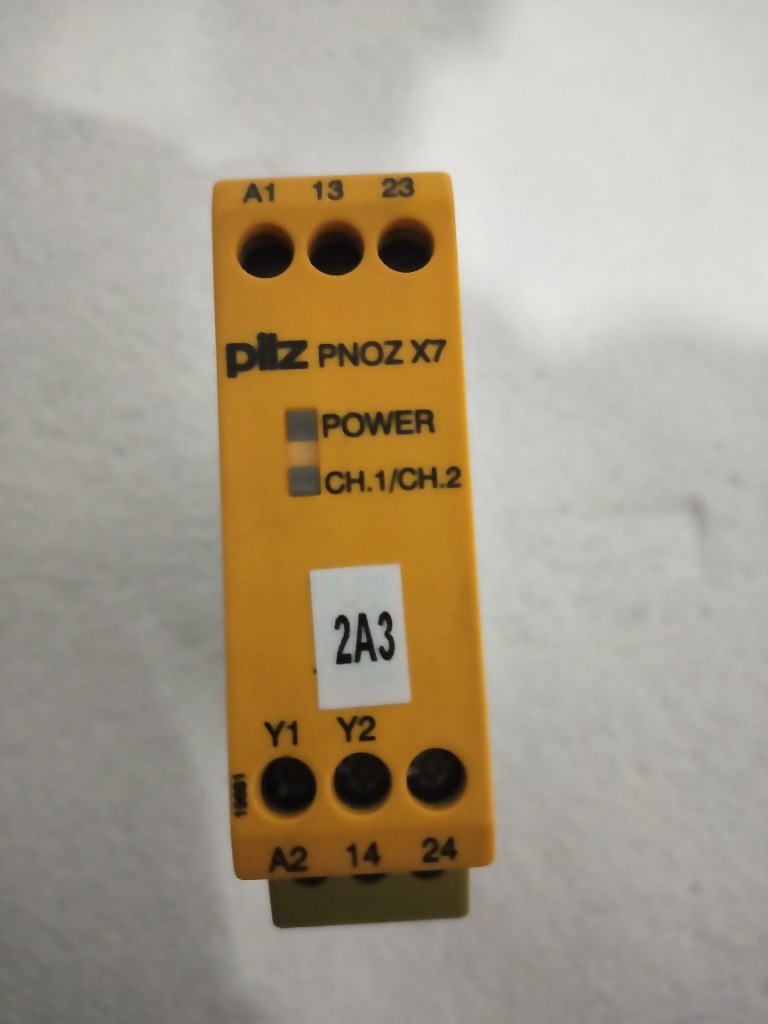 A1 13 23
pilz PNOZ X7
POWER
CH.1/CH.2
2A3
Y1 Y2
A2 14 24